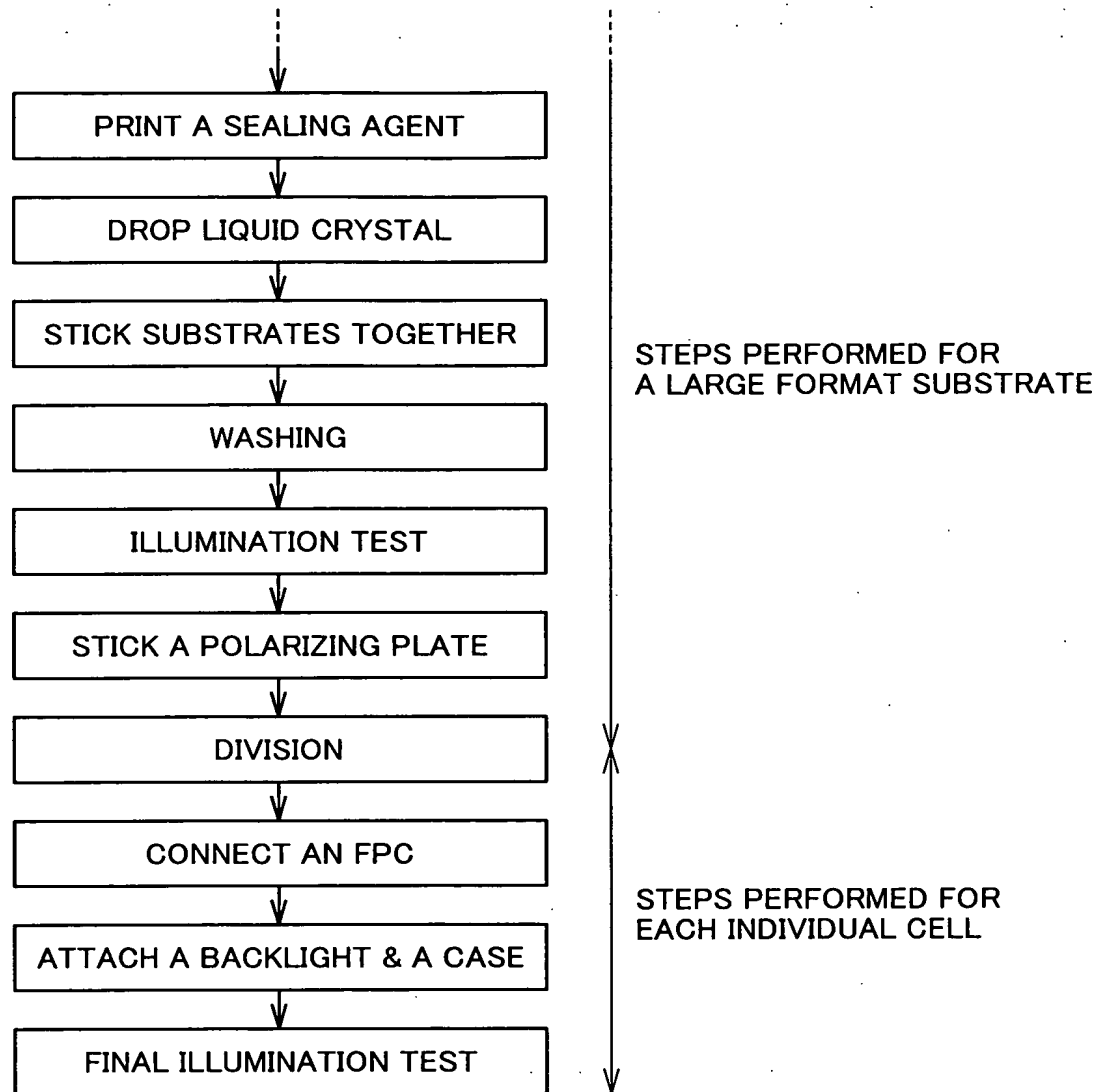 PRINT A SEALING AGENT
DROP LIQUID CRYSTAL
STICK SUBSTRATES TOGETHER
WASHING
ILLUMINATION TEST
STICK A POLARIZING PLATE
DIVISION
CONNECT AN FPC
ATTACH A BACKLIGHT & A CASE
FINAL ILLUMINATION TEST
STEPS PERFORMED FOR
A LARGE FORMAT SUBSTRATE
STEPS PERFORMED FOR
EACH INDIVIDUAL CELL